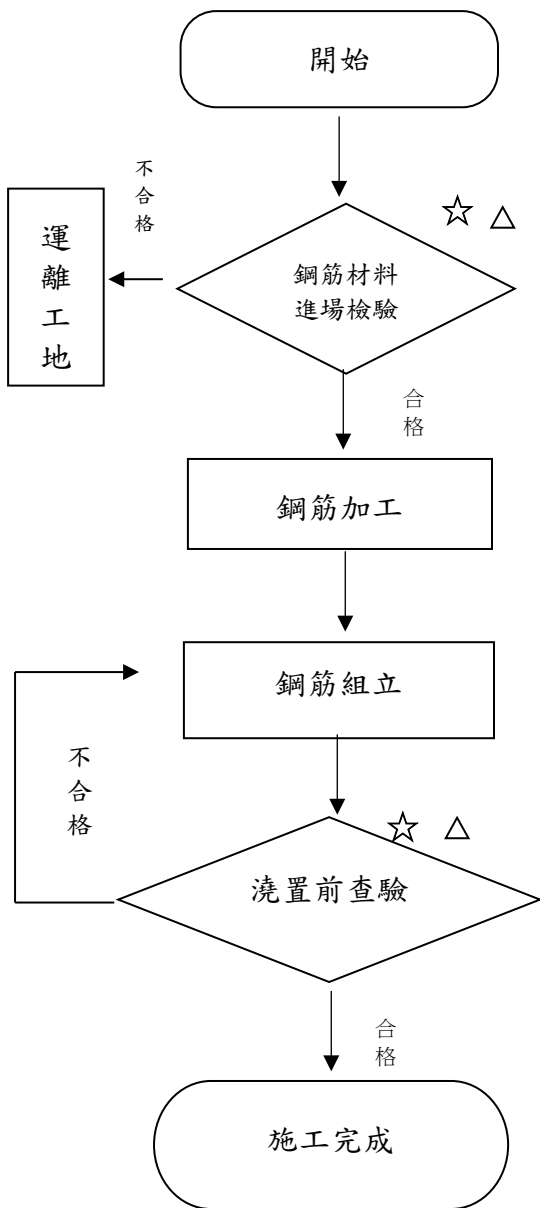 開始
不合格
☆ △
運離工地
鋼筋材料
進場檢驗
合格
鋼筋加工
鋼筋組立
不合格
☆ △
澆置前查驗
合格
施工完成